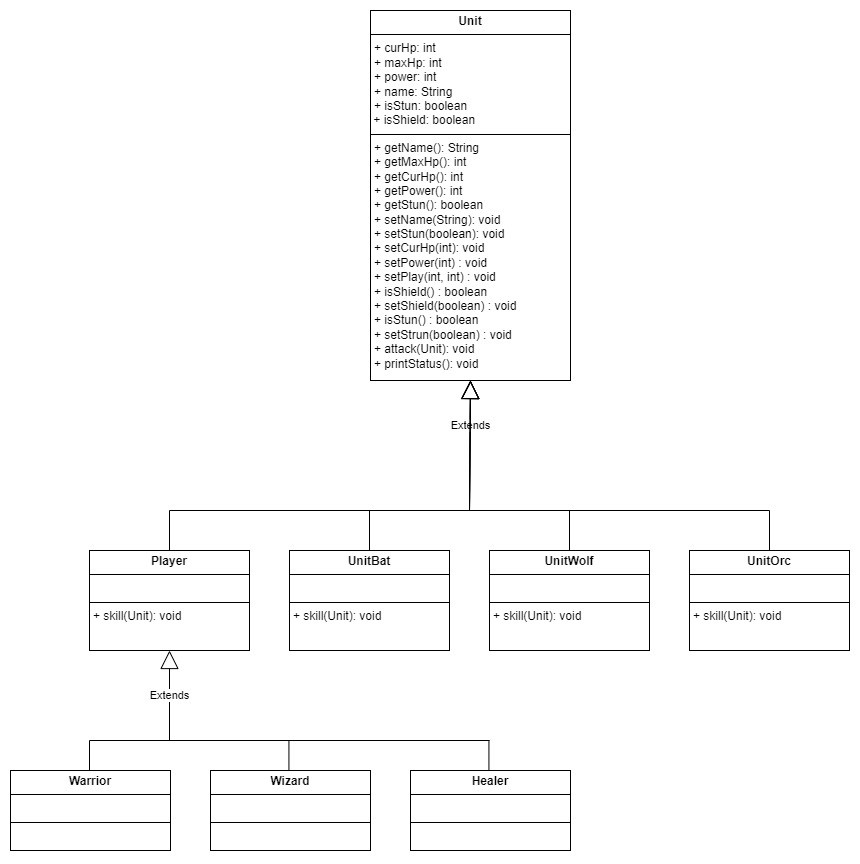 Unit
+ curHp: int
+ maxHp: int
+ power: int
+ name: String
+ isStun: boolean
+ isShield: boolean
+ getName(): String
+ getMaxHp(): int
+ getCurHp(): int
+ getPower(): int
+ getStun(): boolean
+ setName(String): void
+ setStun(boolean): void
+ setCurHp(int): void
+ setPower(int) : void
+ setPlay(int, int) : void
+ isShield() : boolean
+ setShield(boolean) : void
+ isStun() : boolean
+ setStrun(boolean) : void
+ attack(Unit): void
+ printStatus(): void
Extends
Player
+ skill(Unit): void
UnitBat
+ skill(Unit): void
UnitWolf
+ skill(Unit): void
UnitOrc
+ skill(Unit): void
Extends
Warrior
Wizard
Healer